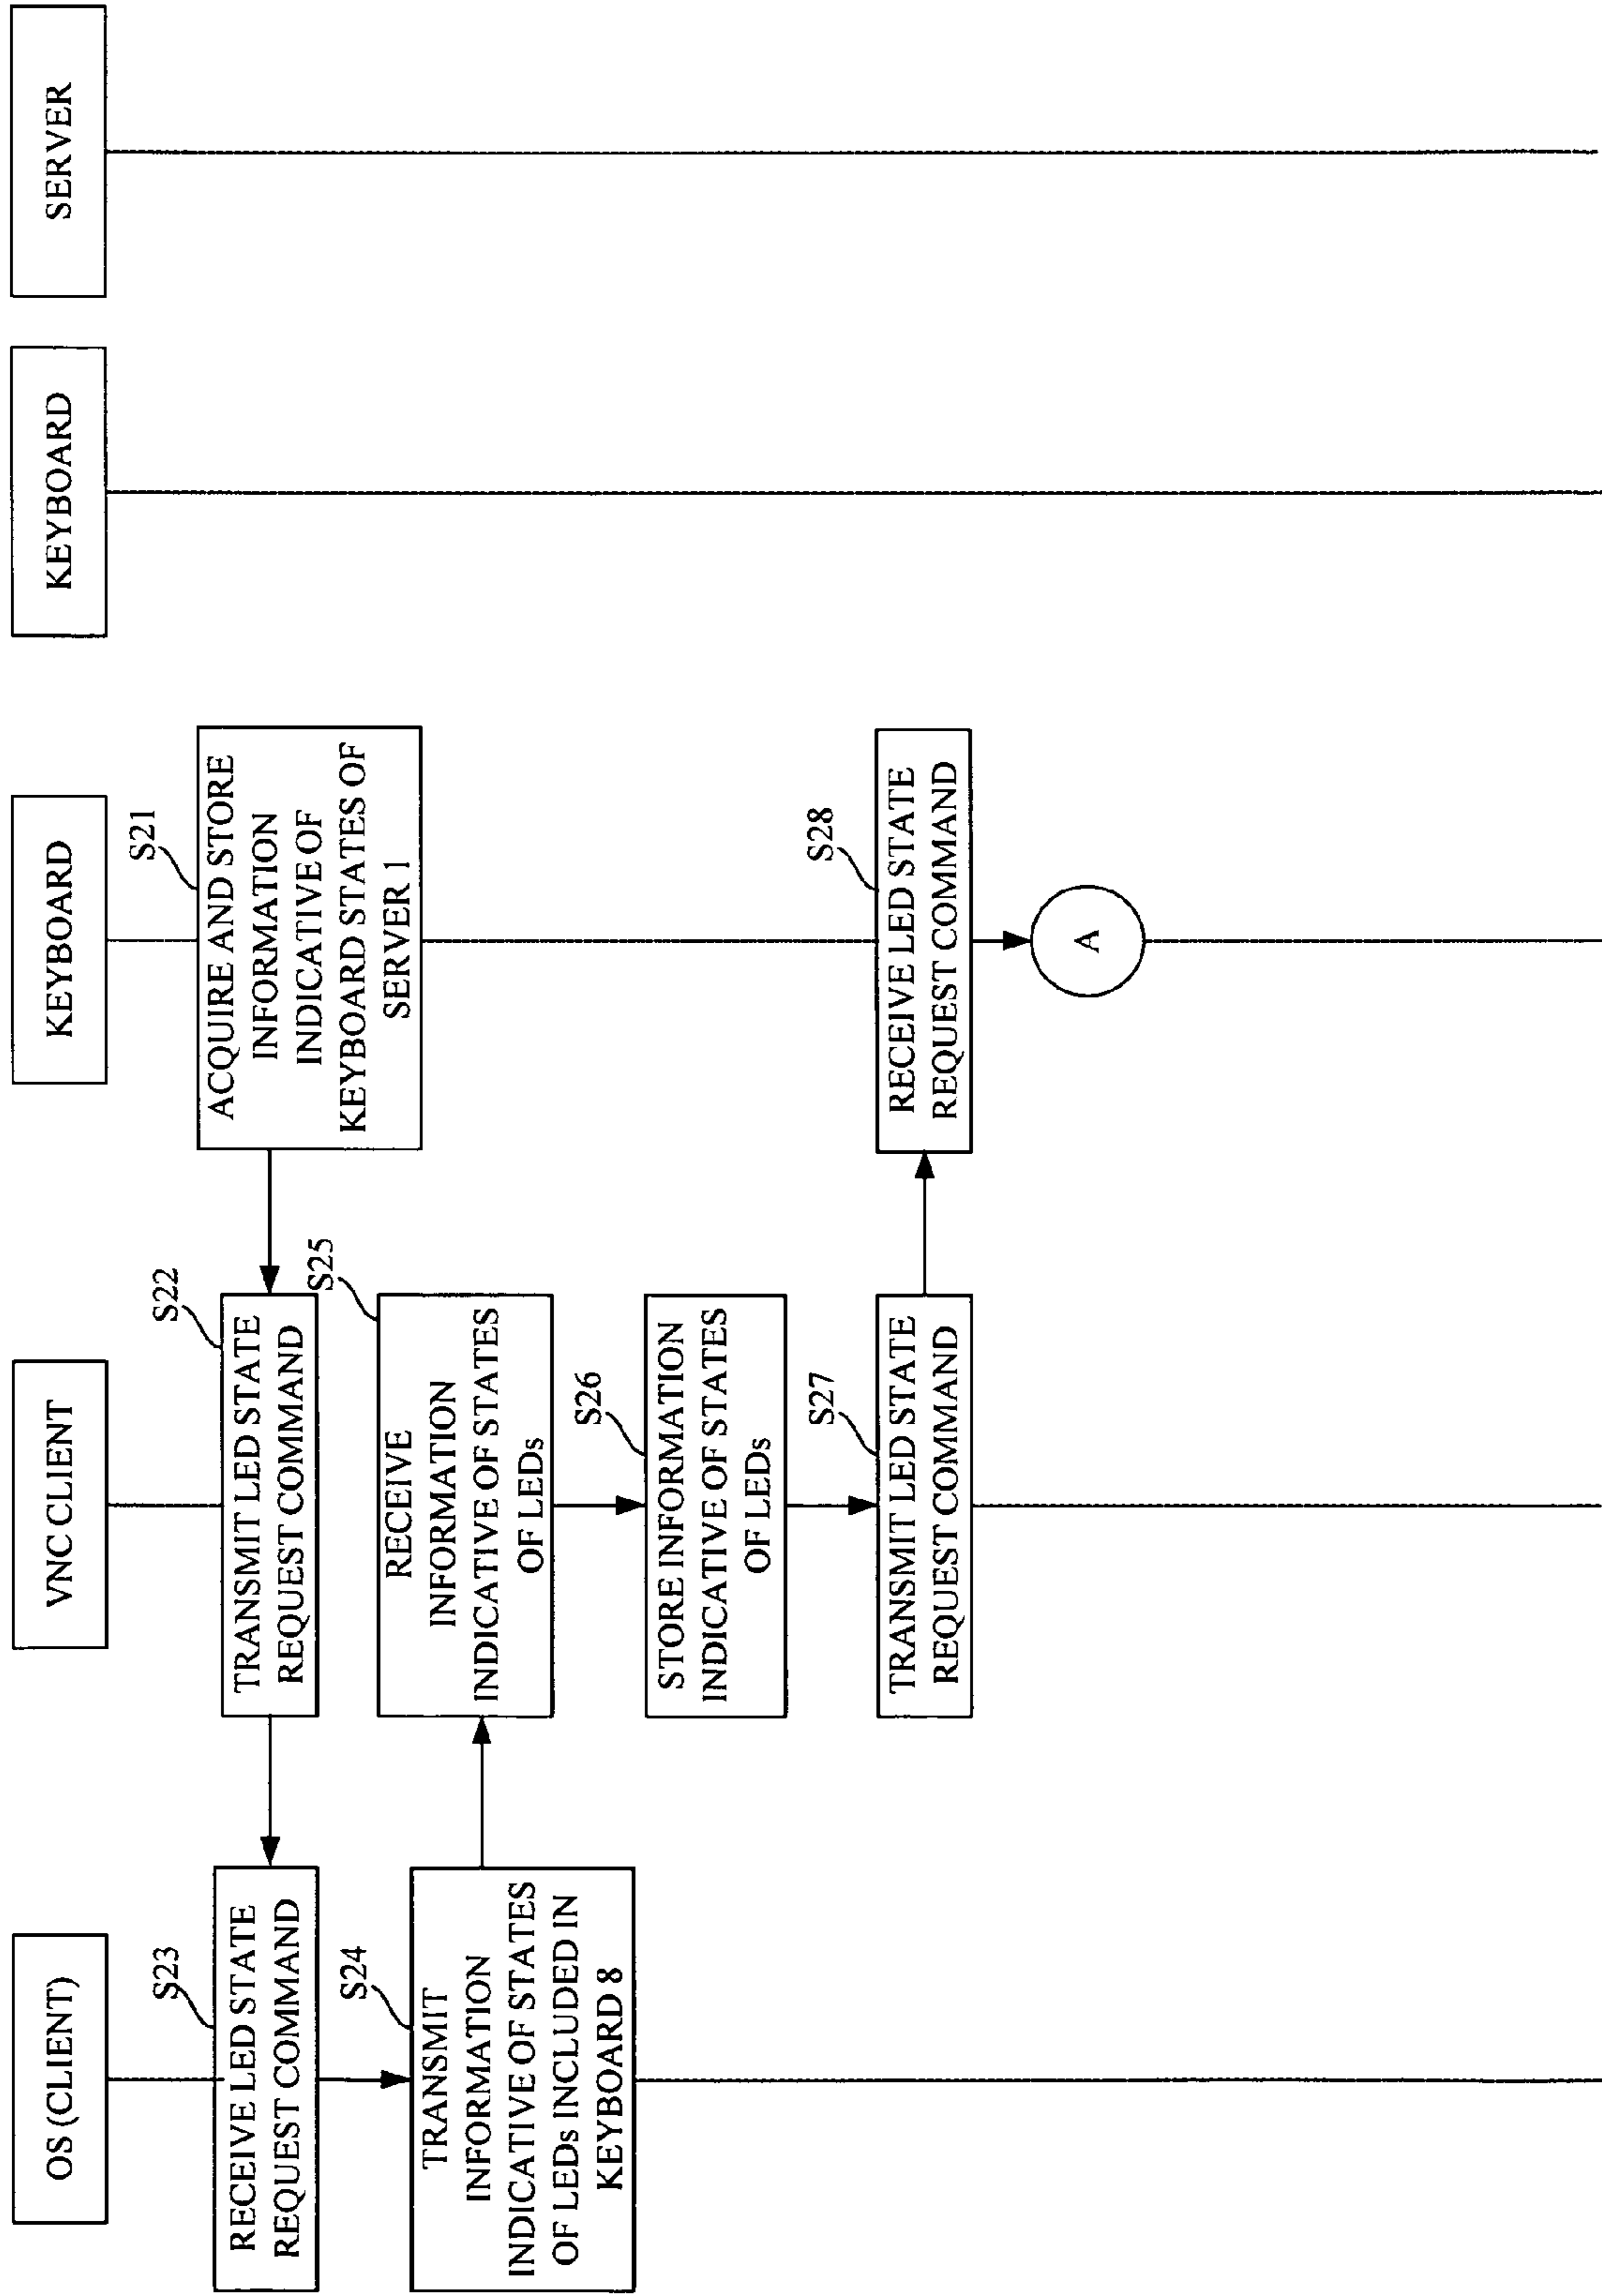 OS (CLIENT)
VNC CLIENT
KEYBOARD
KEYBOARD
SERVER
S21
ACQUIRE AND STORE
INFORMATION
INDICATIVE OF
KEYBOARD STATES OF
SERVER 1
S22
TRANSMIT LED STATE
REQUEST COMMAND
S23
RECEIVE LED STATE
REQUEST COMMAND
S24
TRANSMIT
INFORMATION
INDICATIVE OF STATES
OF LEDs INCLUDED IN
KEYBOARD 8
S25
RECEIVE
INFORMATION
INDICATIVE OF STATES
OF LEDs
S26
STORE INFORMATION
INDICATIVE OF STATES
OF LEDs
S27
TRANSMIT LED STATE
REQUEST COMMAND
S28
RECEIVE LED STATE
REQUEST COMMAND
A